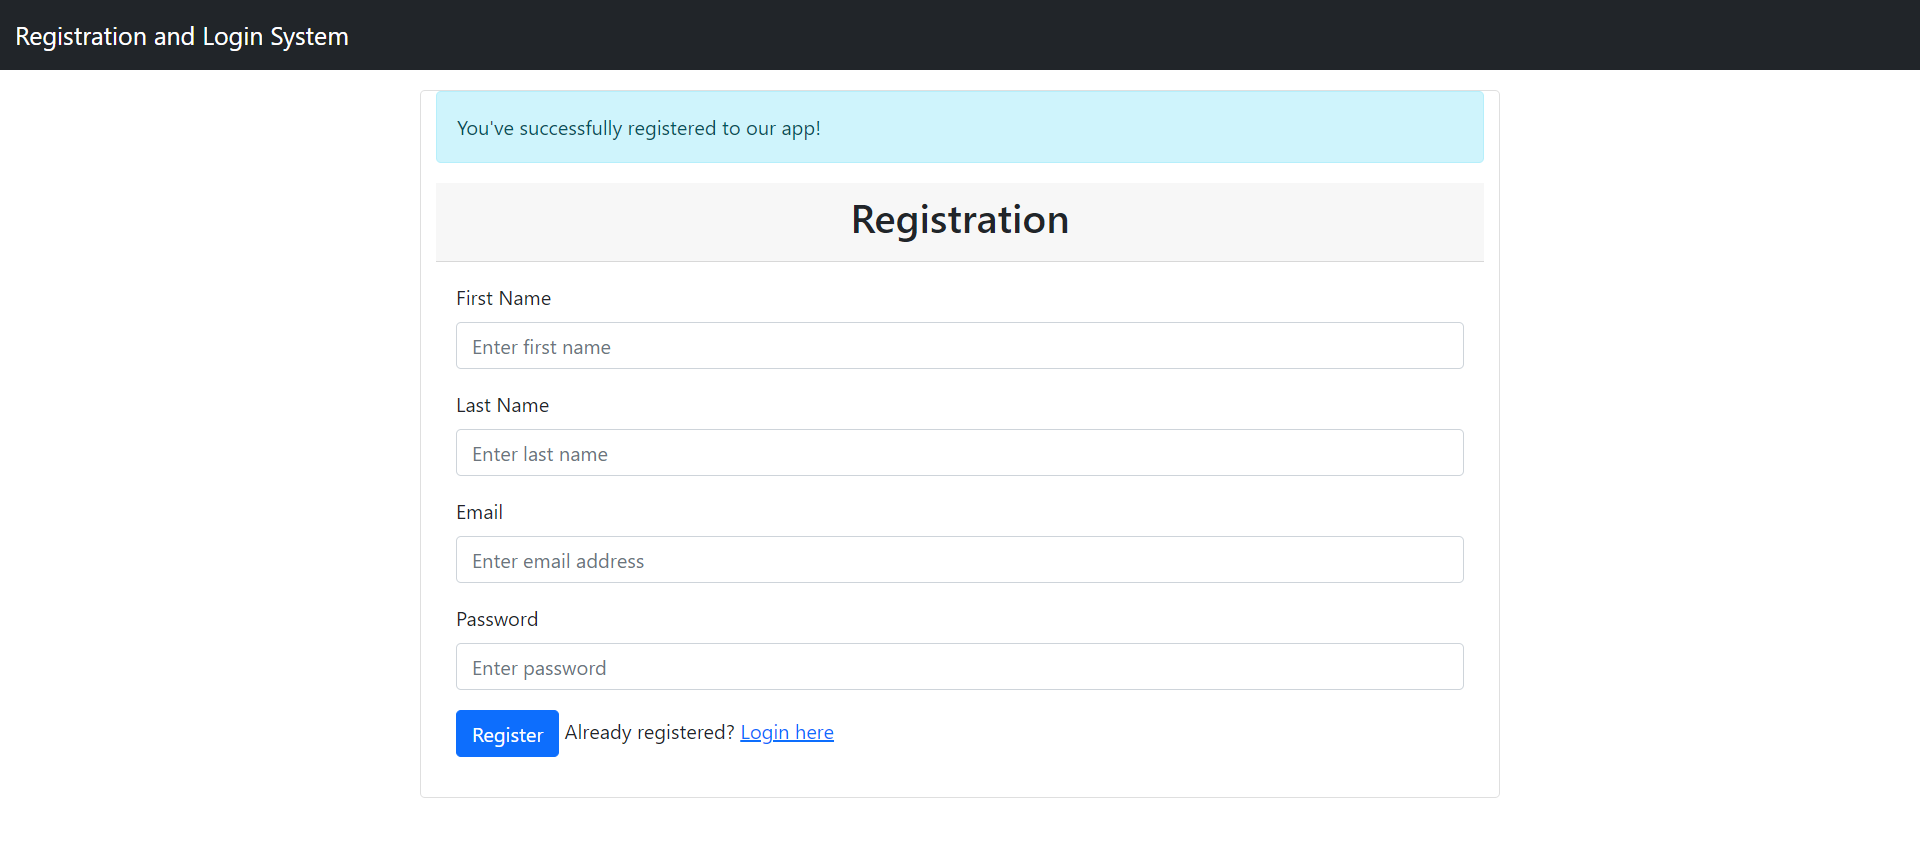 Registration and Login System
You've successfully registered to our app!
Registration
First Name
Enter first name
Last Name
Enter last name
Email
Enter email address
Password
Enter password
Register Already registered? Login here